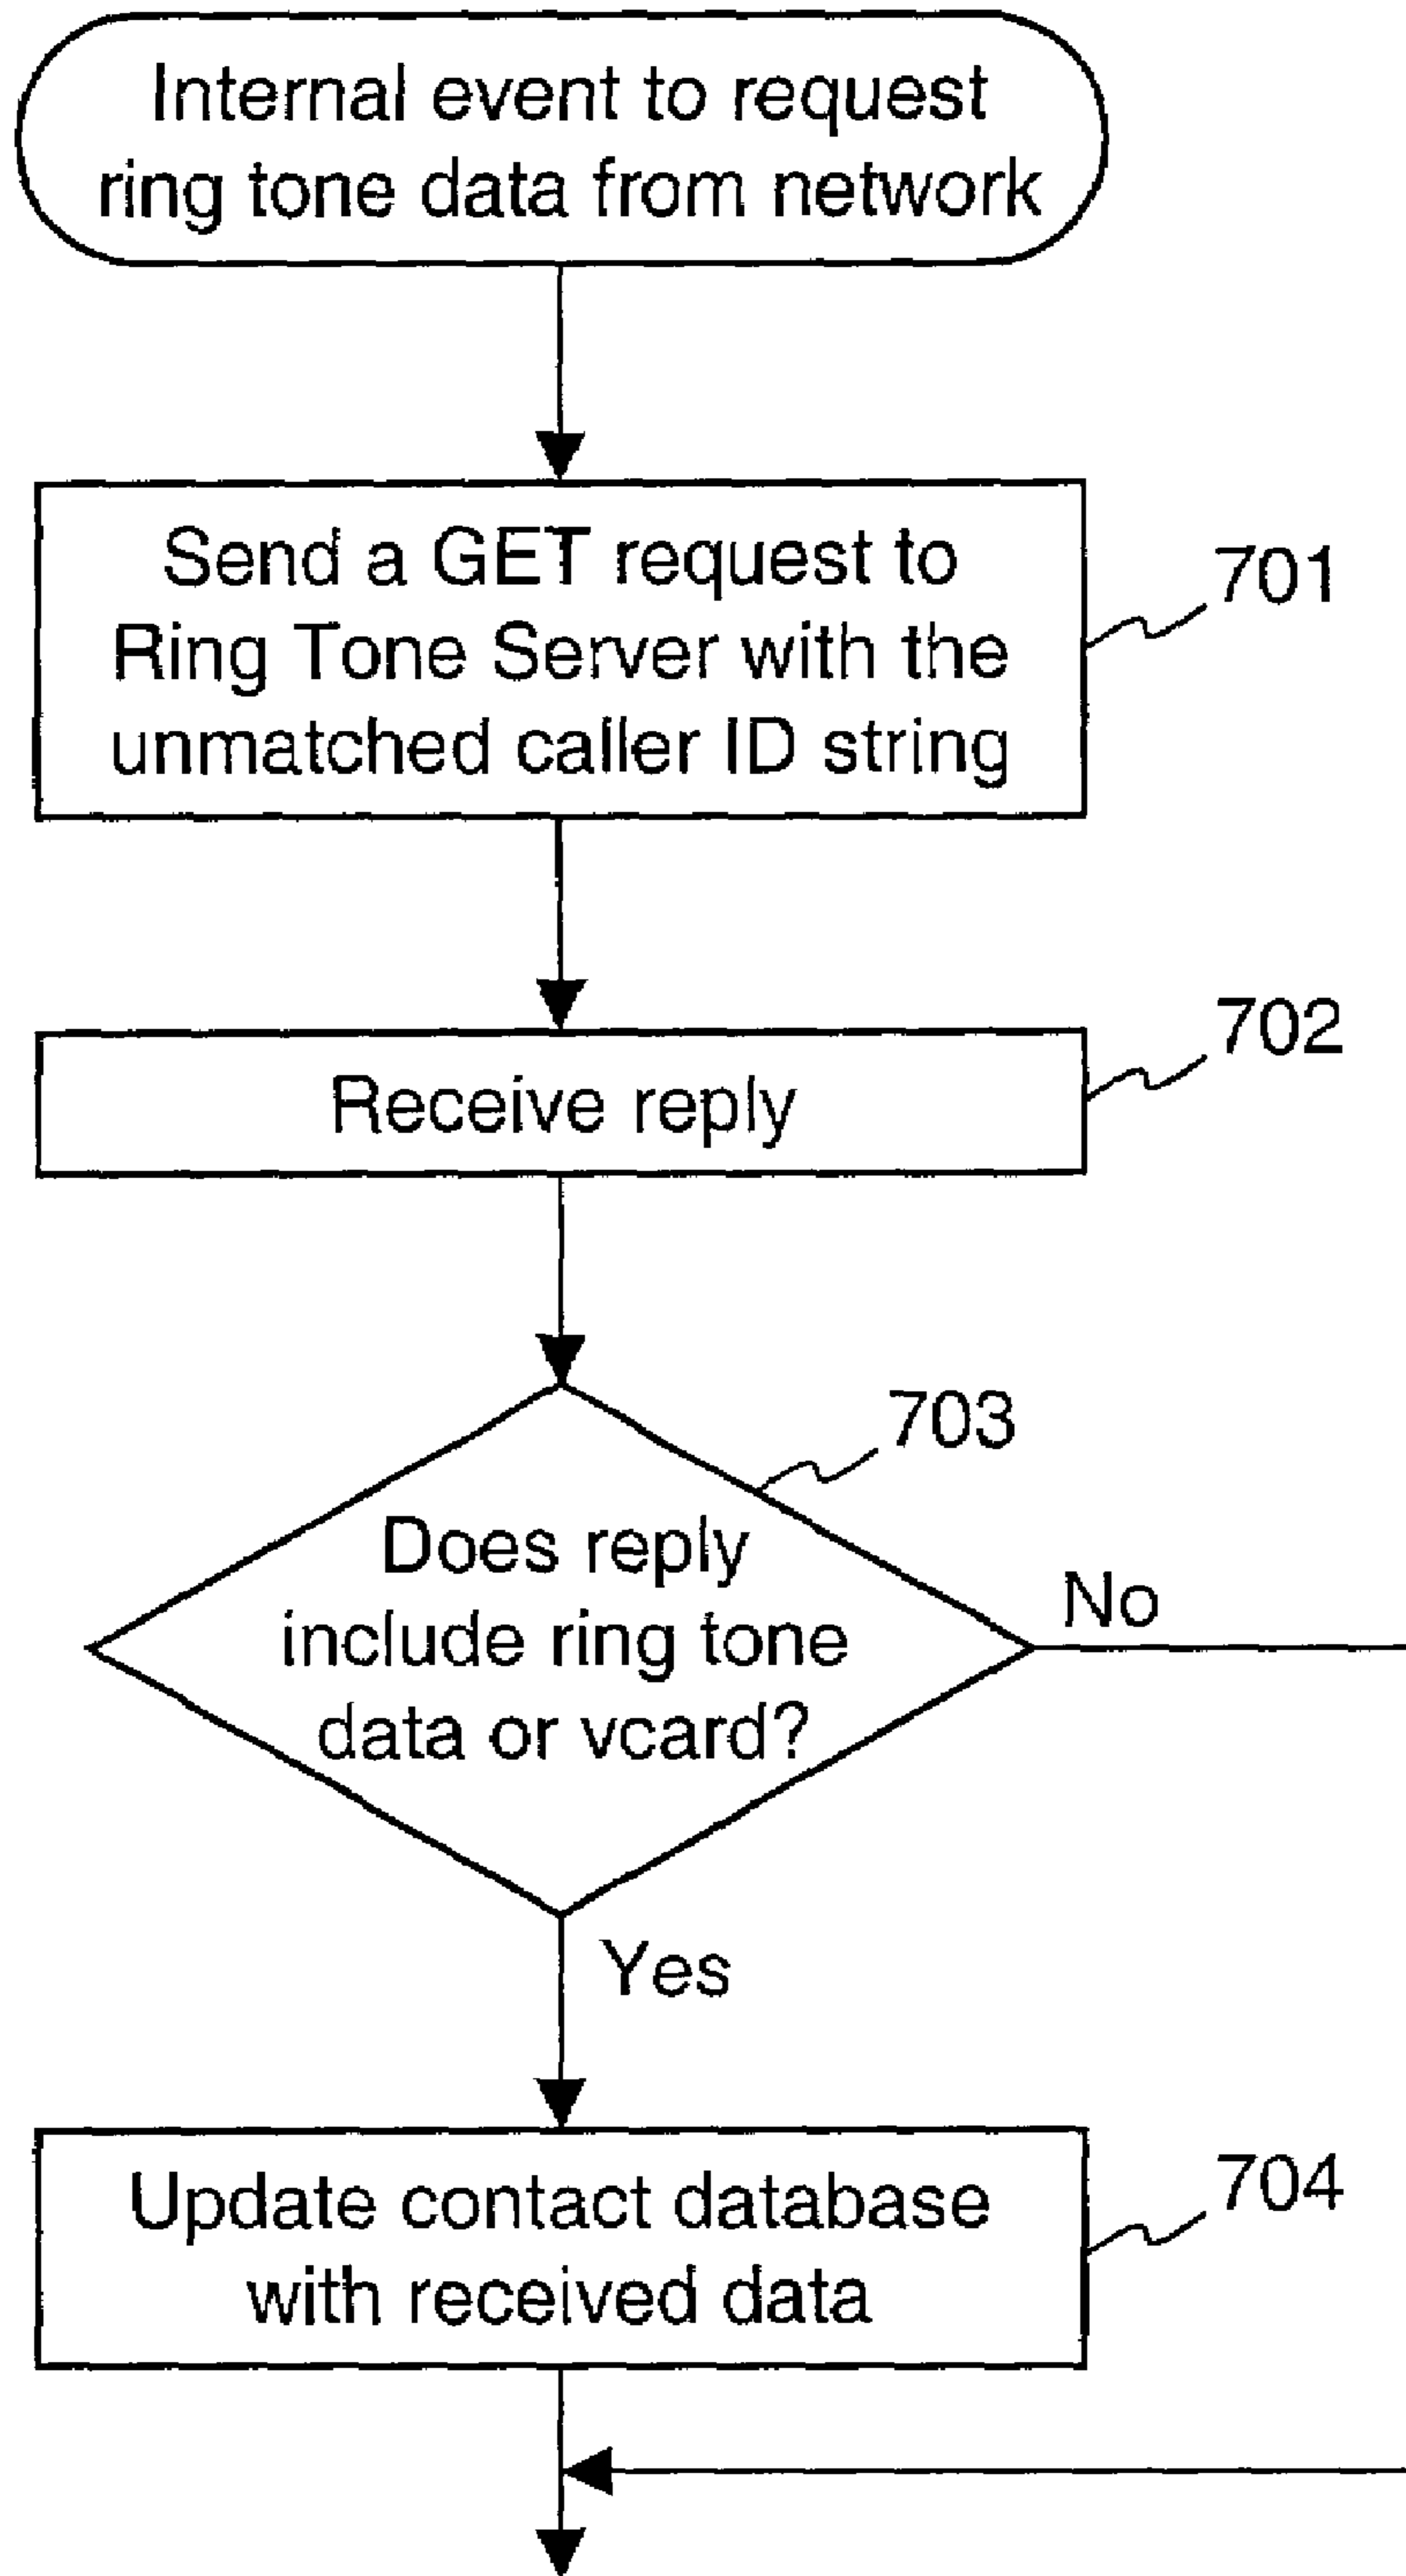 Internal event to request
ring tone data from network
Send a GET request to
Ring Tone Server with the
unmatched caller ID string
701
Receive reply
702
703
Does reply
include ring tone
data or vcard?
No
Yes
Update contact database
with received data
704